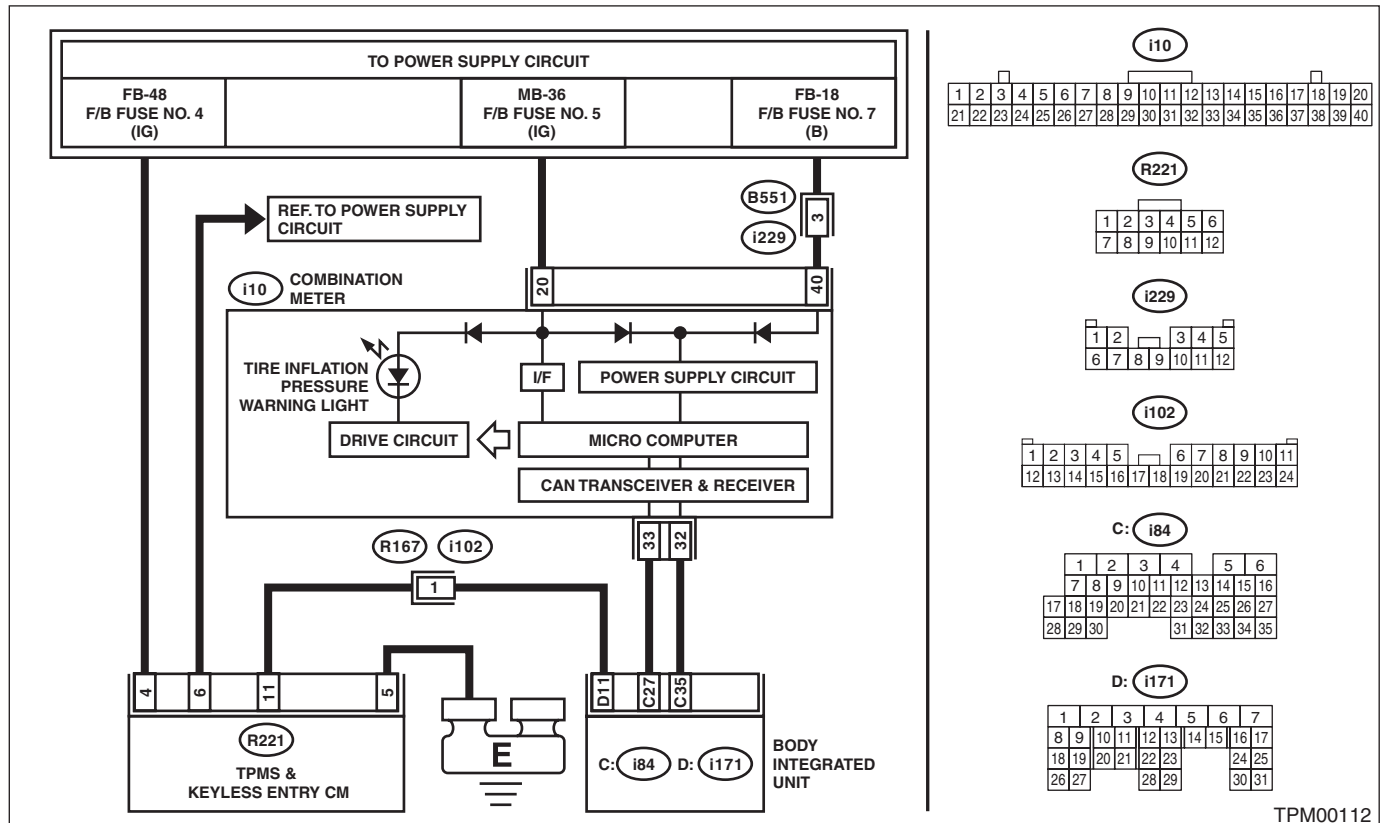 TO POWER SUPPLY CIRCUIT
FB-48
F/B FUSE NO. 4
(IG)
MB-36
F/B FUSE NO. 5
(IG)
FB-18
F/B FUSE NO. 7
(B)
REF. TO POWER SUPPLY
CIRCUIT
B551
3
i229
i10
COMBINATION
METER
20
40
TIRE INFLATION
PRESSURE
WARNING LIGHT
I/F
POWER SUPPLY CIRCUIT
DRIVE CIRCUIT
MICRO COMPUTER
CAN TRANSCEIVER & RECEIVER
33
32
R167
i102
1
4
6
11
5
D11
C27
C35
R221
TPMS &
KEYLESS ENTRY CM
E
C: i84 D: i171
BODY
INTEGRATED
UNIT
i10
1 2 3 4 5 6 7 8 9 10 11 12 13 14 15 16 17 18 19 20
21 22 23 24 25 26 27 28 29 30 31 32 33 34 35 36 37 38 39 40
R221
1 2 3 4 5 6
7 8 9 10 11 12
i229
1 2 3 4 5
6 7 8 9 10 11 12
i102
1 2 3 4 5 6 7 8 9 10 11
12 13 14 15 16 17 18 19 20 21 22 23 24
C: i84
1 2 3 4 5 6
7 8 9 10 11 12 13 14 15 16
17 18 19 20 21 22 23 24 25 26 27
28 29 30 31 32 33 34 35
D: i171
1 2 3 4 5 6 7
8 9 10 11 12 13 14 15 16 17
18 19 20 21 22 23 24 25
26 27 28 29 30 31
TPM00112